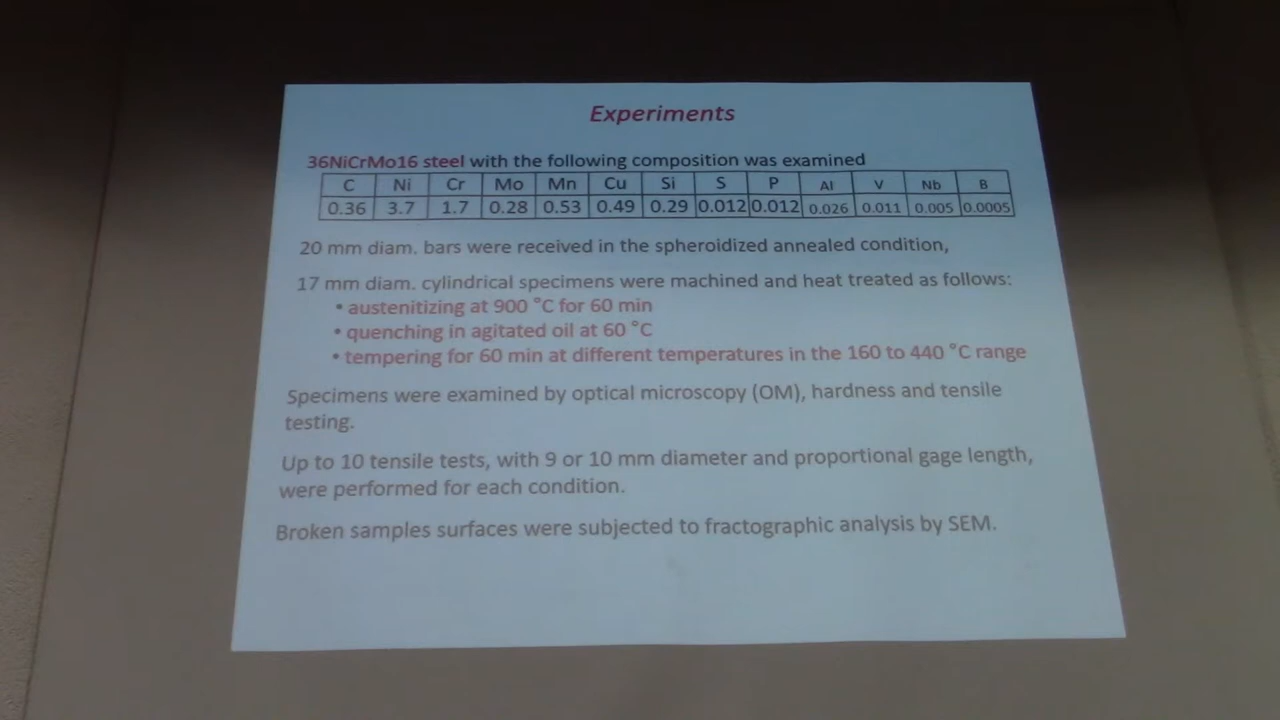 Experiments
36NiCrMo16 steel with the following composition was examined
C Ni Cr Mo Mn Cu Si S P Al V Nb B
0.36 3.7 1.7 0.28 0.53 0.49 0.29 0.012 0.012 0.026 0.011 0.005 0.0005
20 mm diam. bars were received in the spheroidized annealed condition,
17 mm diam. cylindrical specimens were machined and heat treated as follows:
• austenitizing at 900 °C for 60 min
• quenching in agitated oil at 60 °C
• tempering for 60 min at different temperatures in the 160 to 440 °C range
Specimens were examined by optical microscopy (OM), hardness and tensile
testing.
Up to 10 tensile tests, with 9 or 10 mm diameter and proportional gage length,
were performed for each condition.
Broken samples surfaces were subjected to fractographic analysis by SEM.